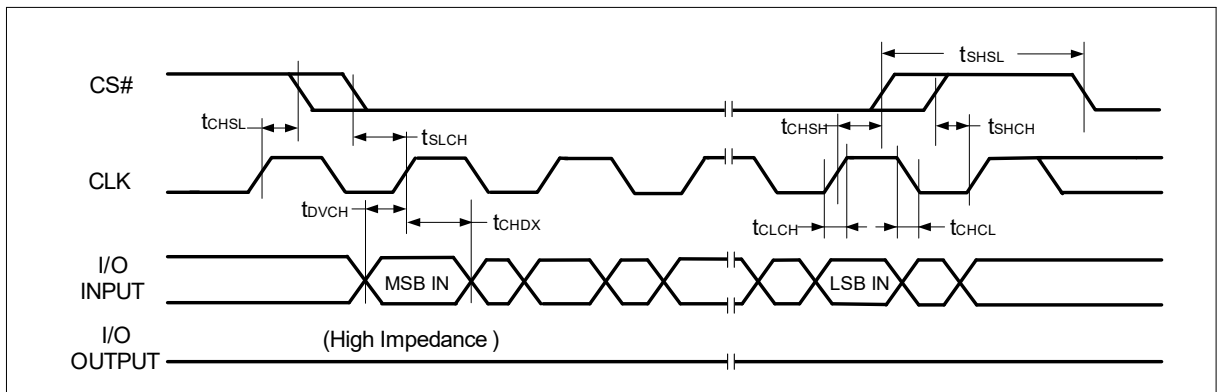 tSHSL
CS#
tCHSL
tSLCH
tCHSH
tSHCH
CLK
tDVCH
tCHDX
tCLCH
tCHCL
I/O
INPUT
MSB IN
LSB IN
I/O
OUTPUT
(High Impedance )